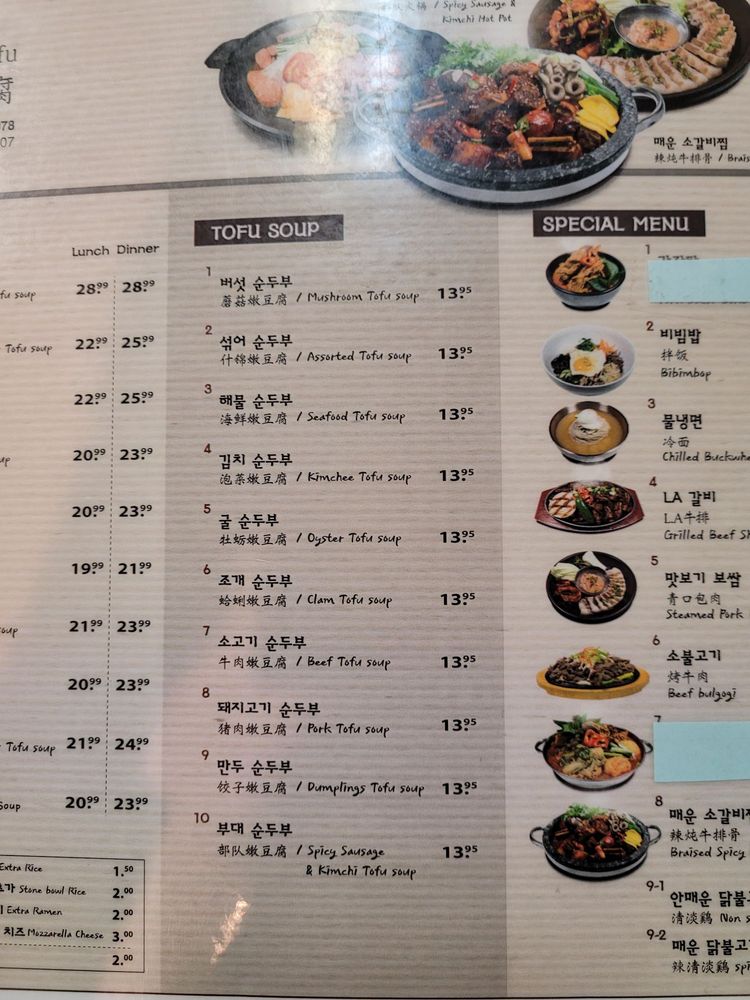 / Spicy Sausage &
Kimchi Hot Pot
fu
腐
07
매운 소갈비찜
辣炖牛排骨 /
Lunch Dinner
fu soup 28.99 28.99
Tofu soup 22.99 25.99
22.99 25.99
20.99 23.99
20.99 23.99
19.99 21.99
soup 21.99 23.99
20.99 23.99
Tofu soup 21.99 24.99
Soup 20.99 23.99
Extra Rice 1.50
Stone bowl Rice 2.00
Extra Ramen 2.00
치즈 Mozzarella Cheese 3.00
2.00
TOFU SOUP
1 버섯 순두부
蘑菇嫩豆腐 / Mushroom Tofu soup 13.95
2 섞어 순두부
什锦嫩豆腐 / Assorted Tofu soup 13.95
3 해물 순두부
海鲜嫩豆腐 / Seafood Tofu soup 13.95
4 김치 순두부
泡菜嫩豆腐 / Kimchee Tofu soup 13.95
5 굴 순두부
牡蛎嫩豆腐 / Oyster Tofu soup 13.95
6 조개 순두부
蛤蜊嫩豆腐 / Clam Tofu soup 13.95
7 소고기 순두부
牛肉嫩豆腐 / Beef Tofu soup 13.95
8 돼지고기 순두부
猪肉嫩豆腐 / Pork Tofu soup 13.95
9 만두 순두부
饺子嫩豆腐 / Dumplings Tofu soup 13.95
10 부대 순두부
部队嫩豆腐 / Spicy Sausage 13.95
& Kimchi Tofu soup
SPECIAL MENU
1
2 비빔밥
拌饭
Bibimbop
3 물냉면
冷面
Chilled
4 LA 갈비
LA牛排
Grilled Beef
5 맛보기 보쌈
青口包肉
Steamed Pork
6 소불고기
烤牛肉
Beef bulgogi
7
8 매운 소갈비
辣炖牛排骨
Braised Spicy
9-1 안매운 닭불
清淡鷄 Non
9-2 매운 닭불고
辣清淡鷄